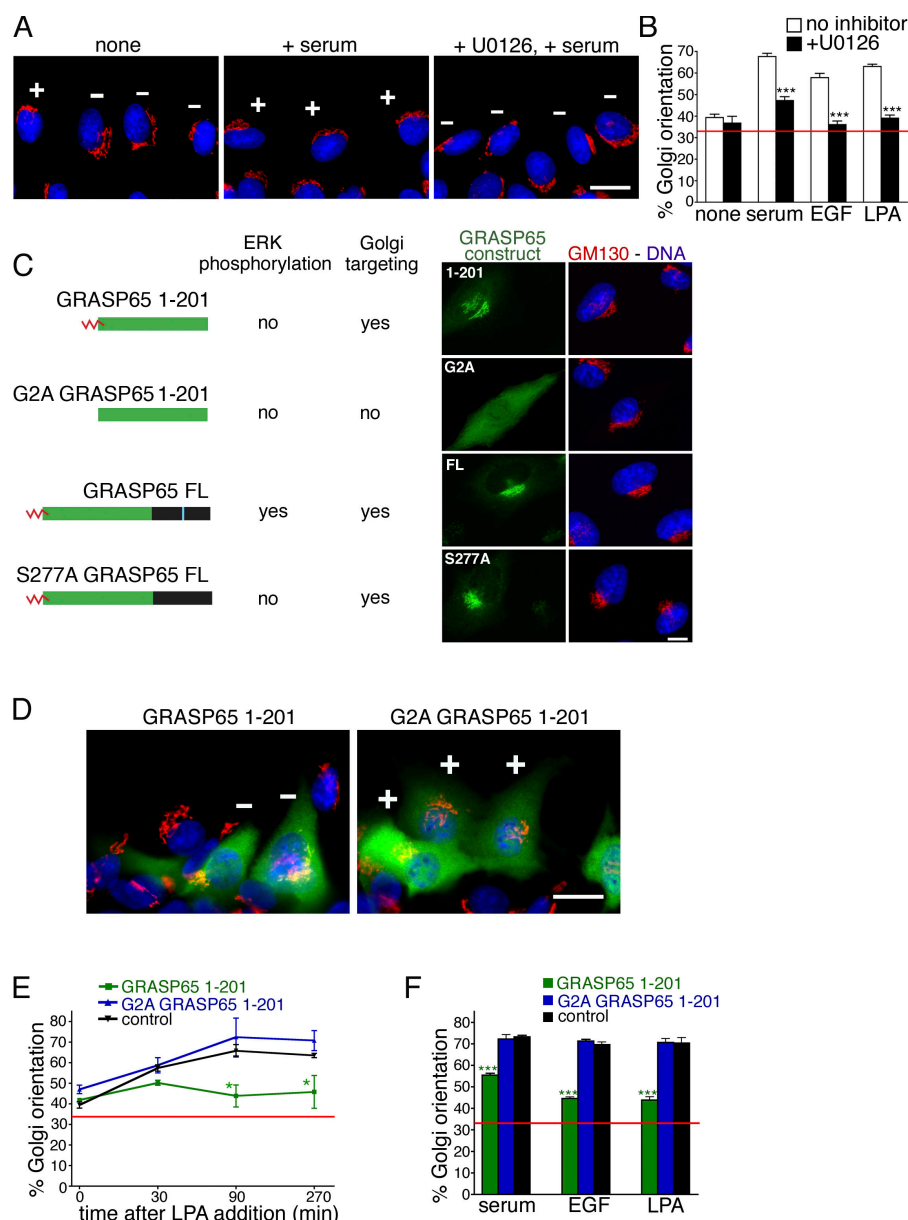 A
none
+ serum
+ U0126, + serum
+ - - -
+ + +
- - - -
B
no inhibitor
+U0126
% Golgi orientation
70
60
50
40
30
20
10
0
***
***
***
none serum EGF LPA
C
ERK phosphorylation
Golgi targeting
GRASP65 construct
GM130 - DNA
GRASP65 1-201
no
yes
1-201
G2A GRASP65 1-201
no
no
G2A
GRASP65 FL
yes
yes
FL
S277A GRASP65 FL
no
yes
S277A
D
GRASP65 1-201
G2A GRASP65 1-201
- -
+ + +
E
GRASP65 1-201
G2A GRASP65 1-201
control
% Golgi orientation
80
70
60
50
40
30
20
10
0
*
*
0 30 90 270
time after LPA addition (min)
F
GRASP65 1-201
G2A GRASP65 1-201
control
% Golgi orientation
80
70
60
50
40
30
20
10
0
***
***
***
serum EGF LPA